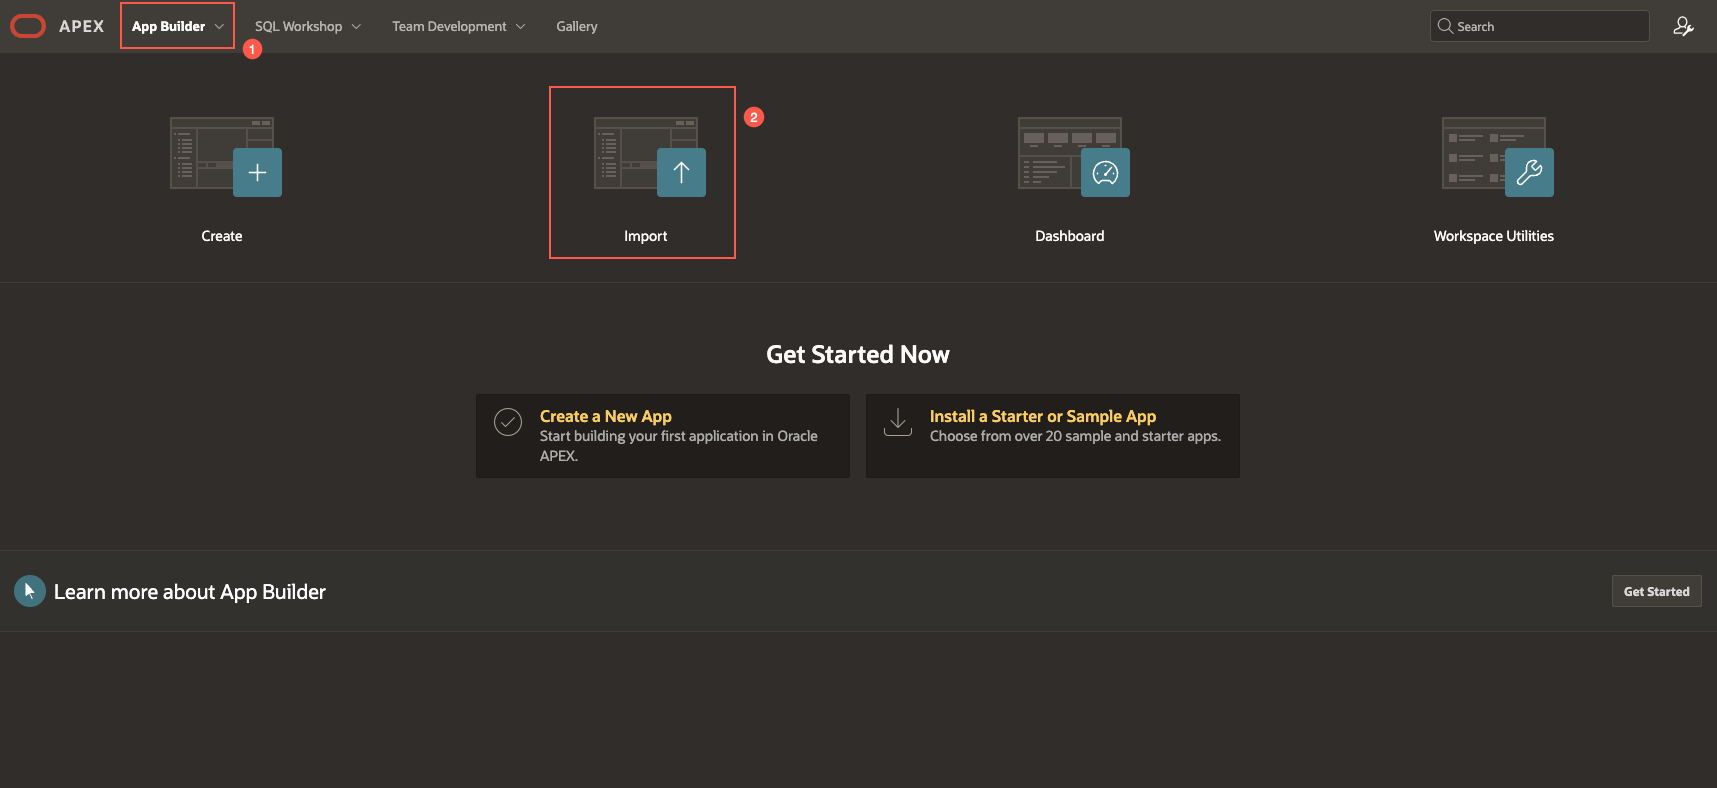 APEX App Builder SQL Workshop Team Development Gallery Search
1
2
Create Import Dashboard Workspace Utilities
Get Started Now
Create a New App
Start building your first application in Oracle
APEX.
Install a Starter or Sample App
Choose from over 20 sample and starter apps.
Learn more about App Builder Get Started